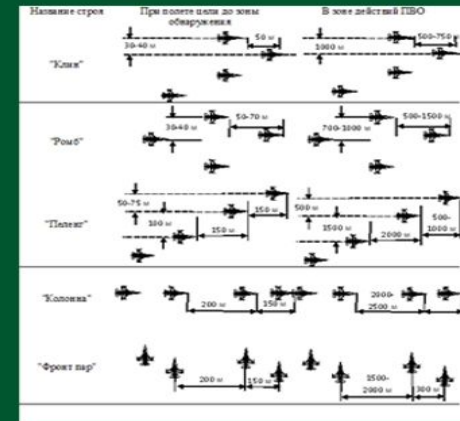 Название строя
При полете цели до зоны
обнаружения
В зоне действий ПВО
50 м
30-40 м
"Клин"
500-750 м
1000 м
50-70 м
30-40 м
"Ромб"
500-1500 м
700-1000 м
50-75 м
100 м
150 м
150 м
"Пеленг"
500 м
1500 м
2000 м
500-
1000 м
"Колонна"
200 м
150 м
2000-
2500 м
"Фронт пар"
200 м
150 м
1500-
2000 м
300 м